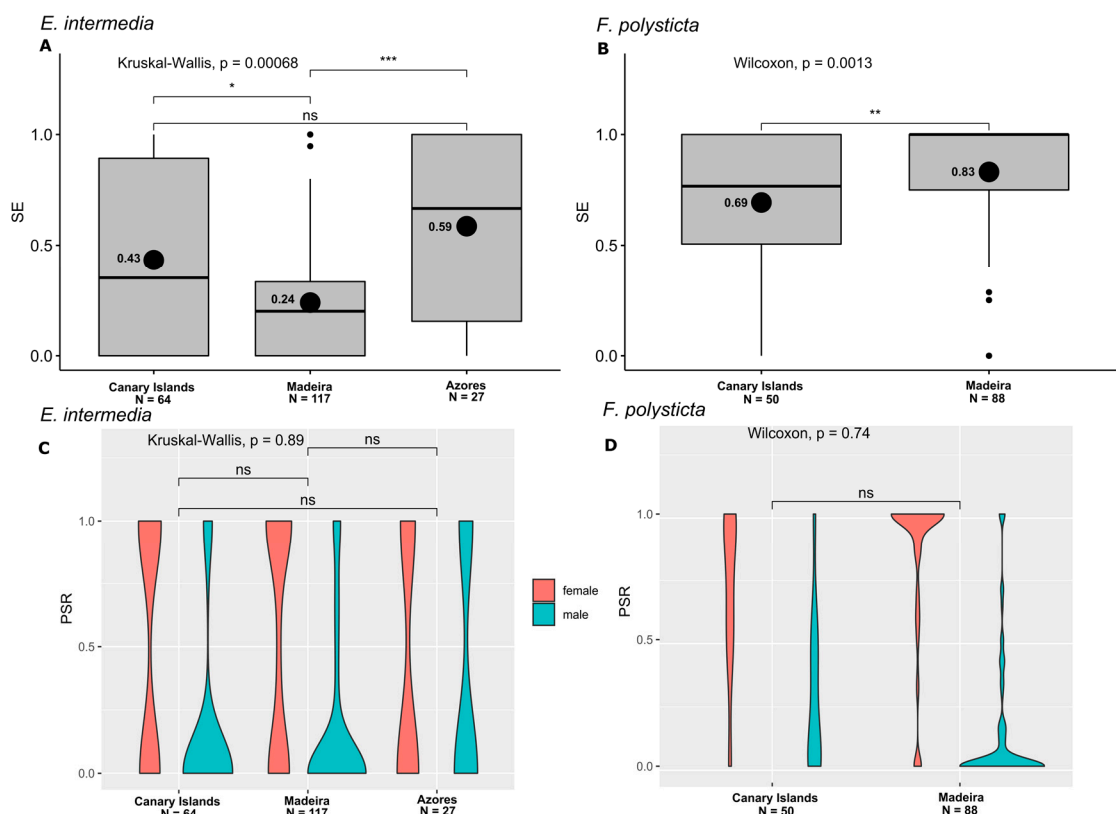 E. intermedia
A
Kruskal-Wallis, p = 0.00068
***
*
ns
1.0
0.5
0.0
SE
0.43
0.24
0.59
Canary Islands
N = 64
Madeira
N = 117
Azores
N = 27
F. polysticta
B
Wilcoxon, p = 0.0013
**
1.0
0.5
0.0
SE
0.69
0.83
Canary Islands
N = 50
Madeira
N = 88
E. intermedia
C
Kruskal-Wallis, p = 0.89
ns
ns
ns
1.0
0.5
0.0
PSR
Canary Islands
N = 64
Madeira
N = 117
Azores
N = 27
female
male
F. polysticta
D
Wilcoxon, p = 0.74
ns
1.0
0.5
0.0
PSR
Canary Islands
N = 50
Madeira
N = 88